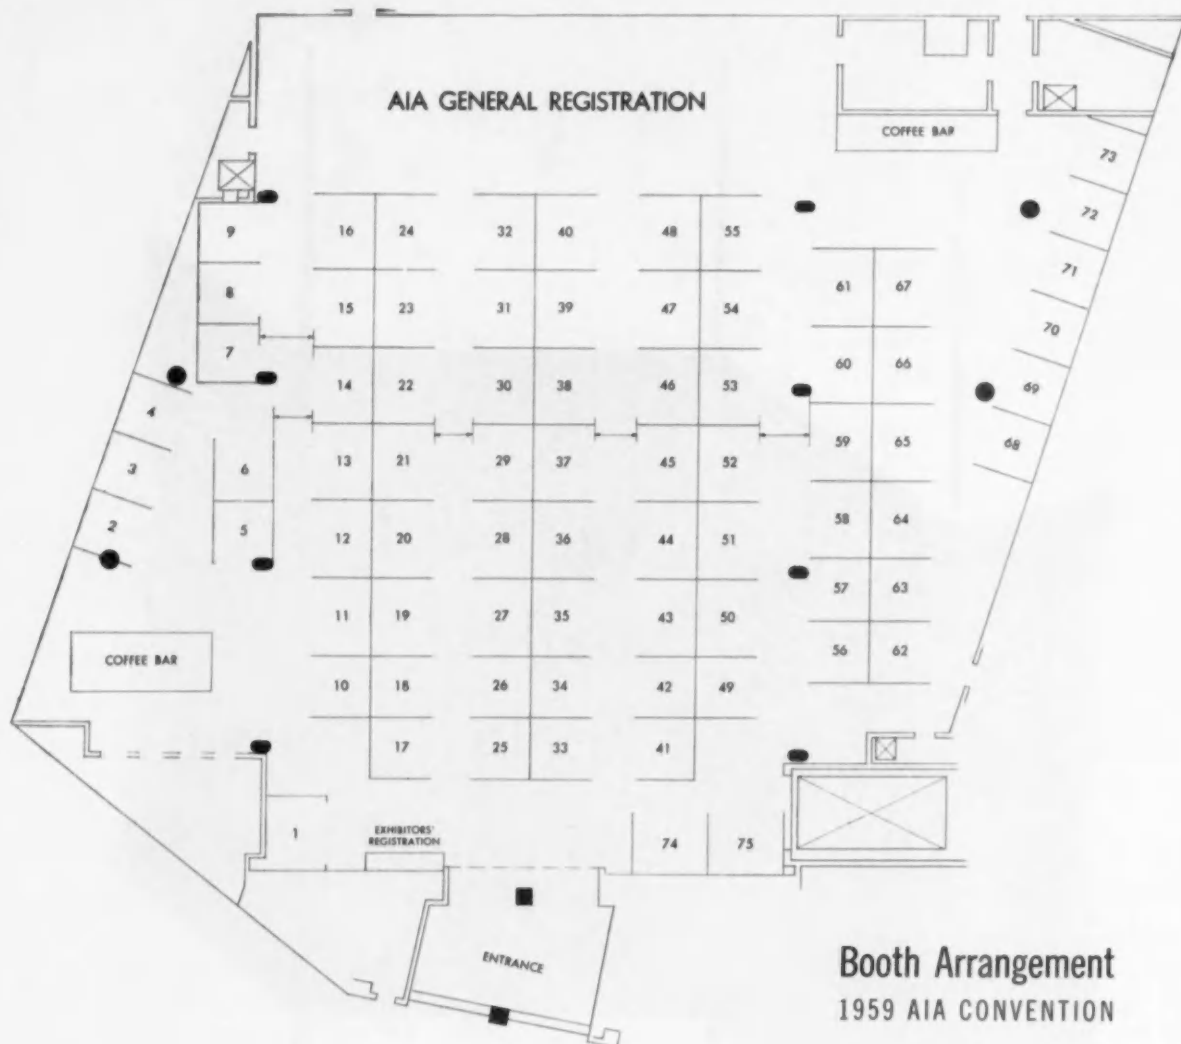 AIA GENERAL REGISTRATION
COFFEE BAR
73
72
71
70
69
68
9
8
7
4
3
2
6
5
16 24 32 40 48 55
15 23 31 39 47 54
14 22 30 38 46 53
13 21 29 37 45 52
12 20 28 36 44 51
11 19 27 35 43 50
10 18 26 34 42 49
17 25 33 41
61 67
60 66
59 65
58 64
57 63
56 62
COFFEE BAR
1
EXHIBITORS'
REGISTRATION
74 75
ENTRANCE
Booth Arrangement
1959 AIA CONVENTION